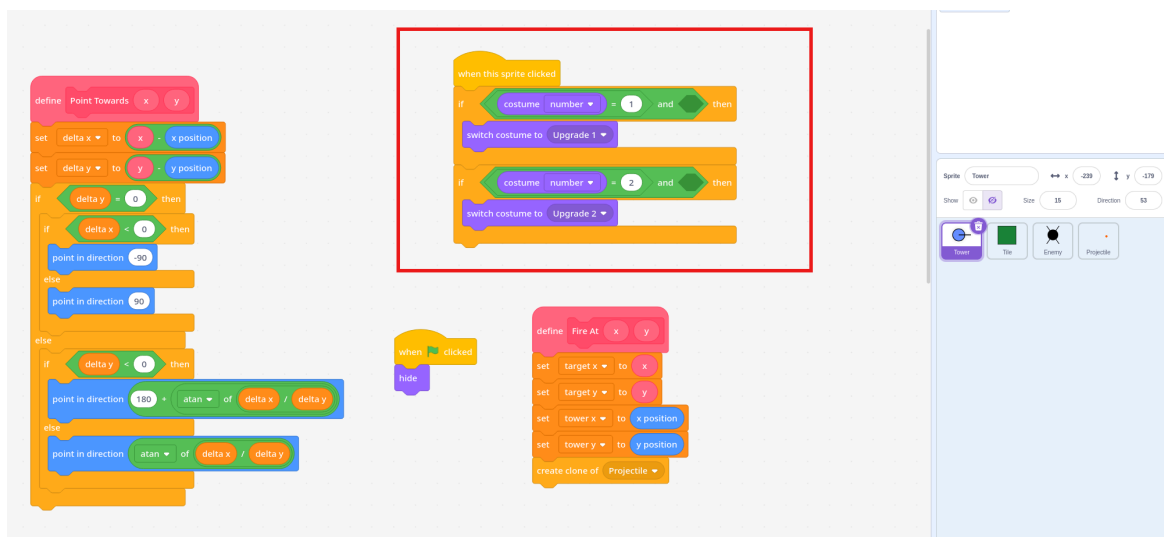 define Point Towards x y
set delta x to x - x position
set delta y to y - y position
if delta y = 0 then
if delta x < 0 then
point in direction -90
else
point in direction 90
else
if delta y < 0 then
point in direction 180 + atan of delta x / delta y
else
point in direction atan of delta x / delta y
when this sprite clicked
if costume number = 1 and then
switch costume to Upgrade 1
if costume number = 2 and then
switch costume to Upgrade 2
when clicked
hide
define Fire At x y
set target x to x
set target y to y
set tower x to x position
set tower y to y position
create clone of Projectile
Sprite Tower x -239 y -179
Show Size 15 Direction 53
Tower Tile Enemy Projectile